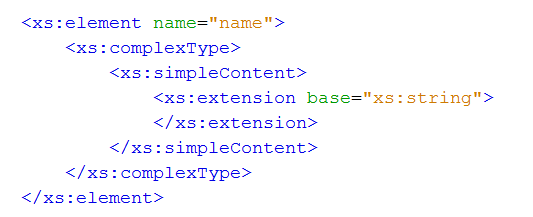 <xs:element name="name">
    <xs:complexType>
        <xs:simpleContent>
            <xs:extension base="xs:string">
            </xs:extension>
        </xs:simpleContent>
    </xs:complexType>
</xs:element>